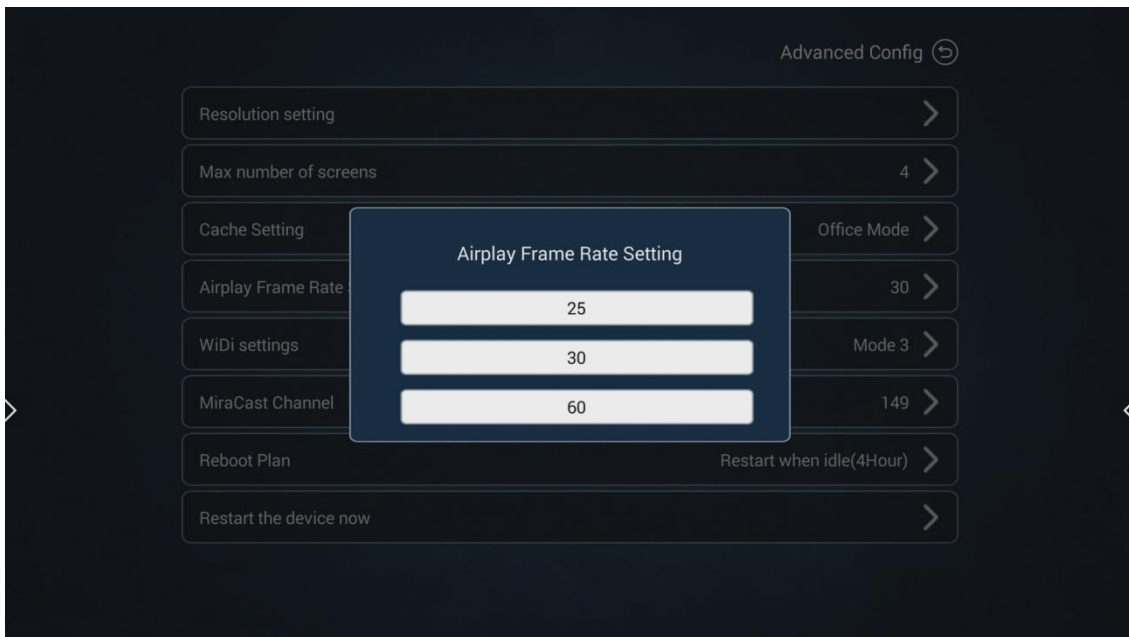 Advanced Config
Resolution setting
Max number of screens 4
Cache Setting Office Mode
Airplay Frame Rate Setting
Airplay Frame Rate 30
25
30
60
WiDi settings Mode 3
MiraCast Channel 149
Reboot Plan Restart when idle(4Hour)
Restart the device now